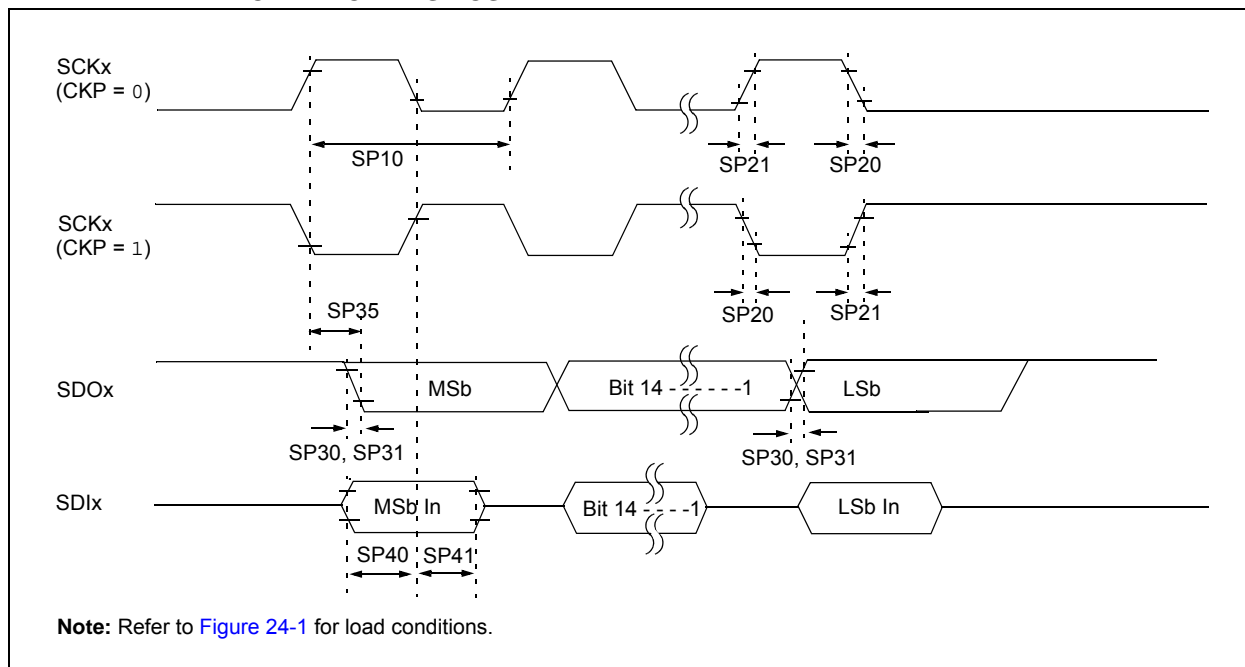 SCKx
(CKP = 0)
SP10
SP21
SP20
SCKx
(CKP = 1)
SP35
SP20
SP21
SDOx
MSb
Bit 14 - - - - - -1
LSb
SP30, SP31
SP30, SP31
SDIx
MSb In
Bit 14 - - - -1
LSb In
SP40
SP41
Note: Refer to Figure 24-1 for load conditions.